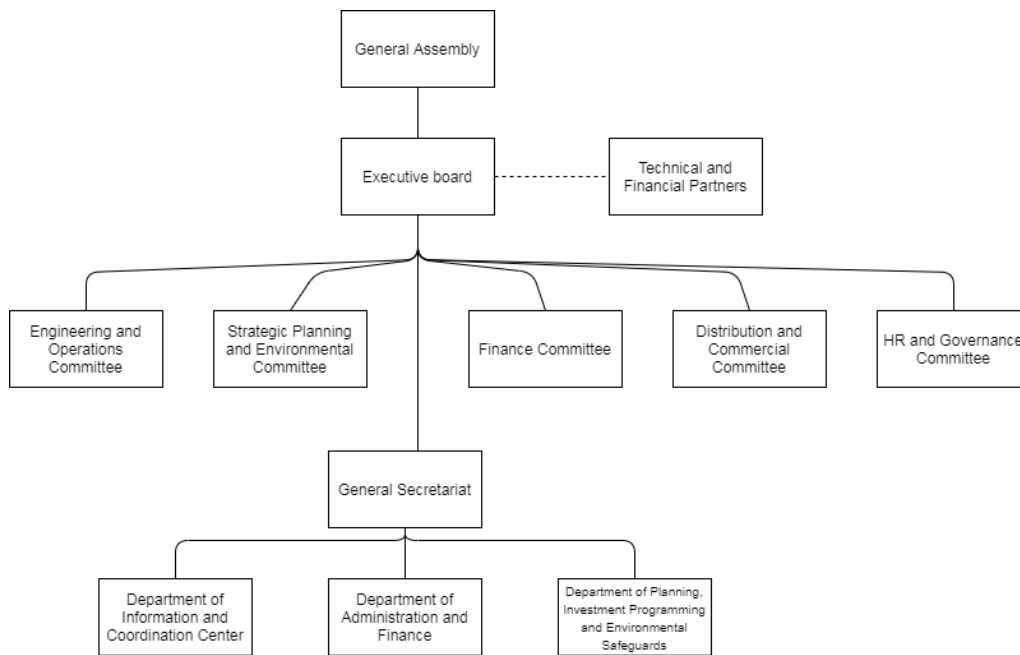 General Assembly
Executive board
Technical and
Financial Partners
Engineering and
Operations
Committee
Strategic Planning
and Environmental
Committee
Finance Committee
Distribution and
Commercial
Committee
HR and Governance
Committee
General Secretariat
Department of
Information and
Coordination Center
Department of
Administration and
Finance
Department of Planning,
Investment Programming
and Environmental
Safeguards